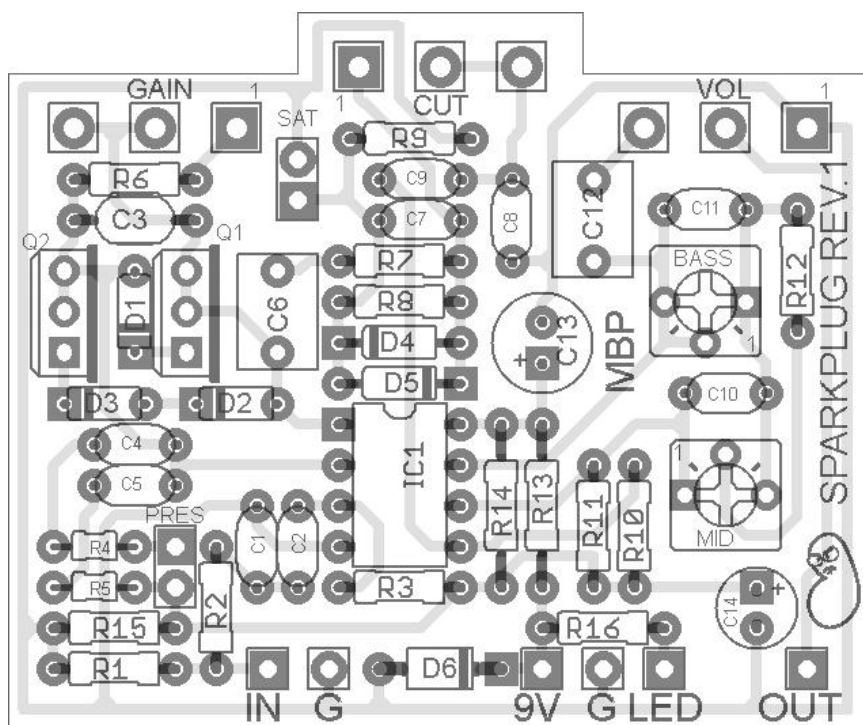 GAIN
1
SAT
1
CUT
VOL
1
R9
R6
C9
C3
C7
C8
C12
C11
Q2
Q1
R7
BASS
R12
SPARKPLUG REV.1
D1
C6
R8
1
D4
C13
+
MBP
D5
D3
D2
C10
C4
IC1
1
C5
R14
R13
R11
R10
MID
PRES
R4
C1
C2
R5
R2
R3
C14
+
R15
R16
R1
D6
IN
G
9V
G
LED
OUT